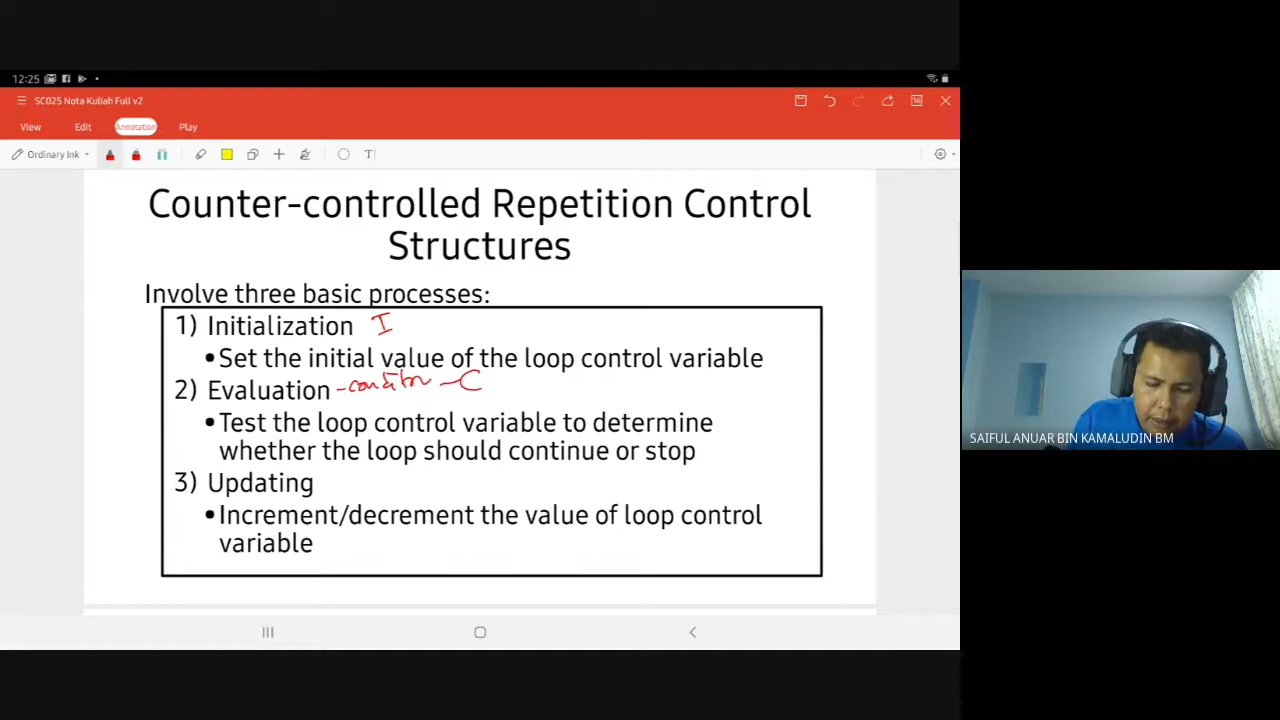 12:25
SC025 Nota Kuliah Full v2
16
View Edit Annotation Play
Ordinary Ink
T
Counter-controlled Repetition Control
Structures
Involve three basic processes:
1) Initialization I
•Set the initial value of the loop control variable
2) Evaluation - condition - C
•Test the loop control variable to determine
whether the loop should continue or stop
3) Updating
•Increment/decrement the value of loop control
variable
SAIFUL ANUAR BIN KAMALUDIN BM